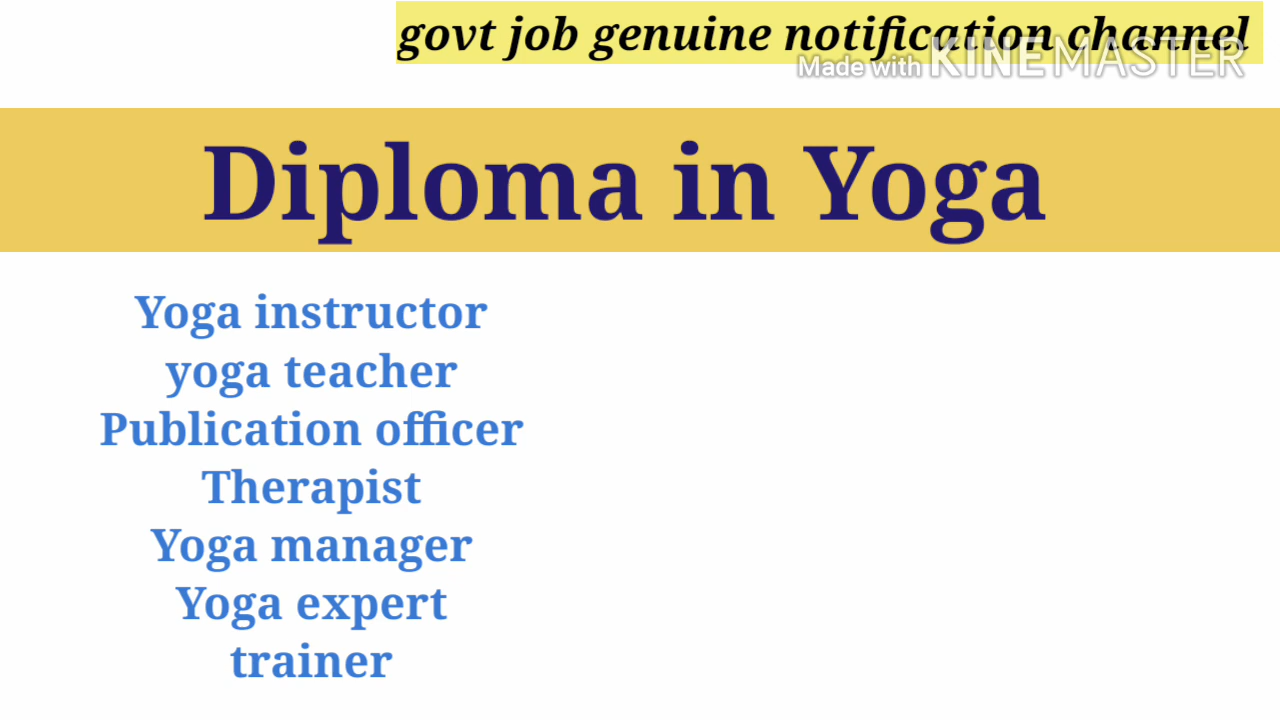 govt job genuine notification channel
Made with KINEMASTER
Diploma in Yoga
Yoga instructor
yoga teacher
Publication officer
Therapist
Yoga manager
Yoga expert
trainer